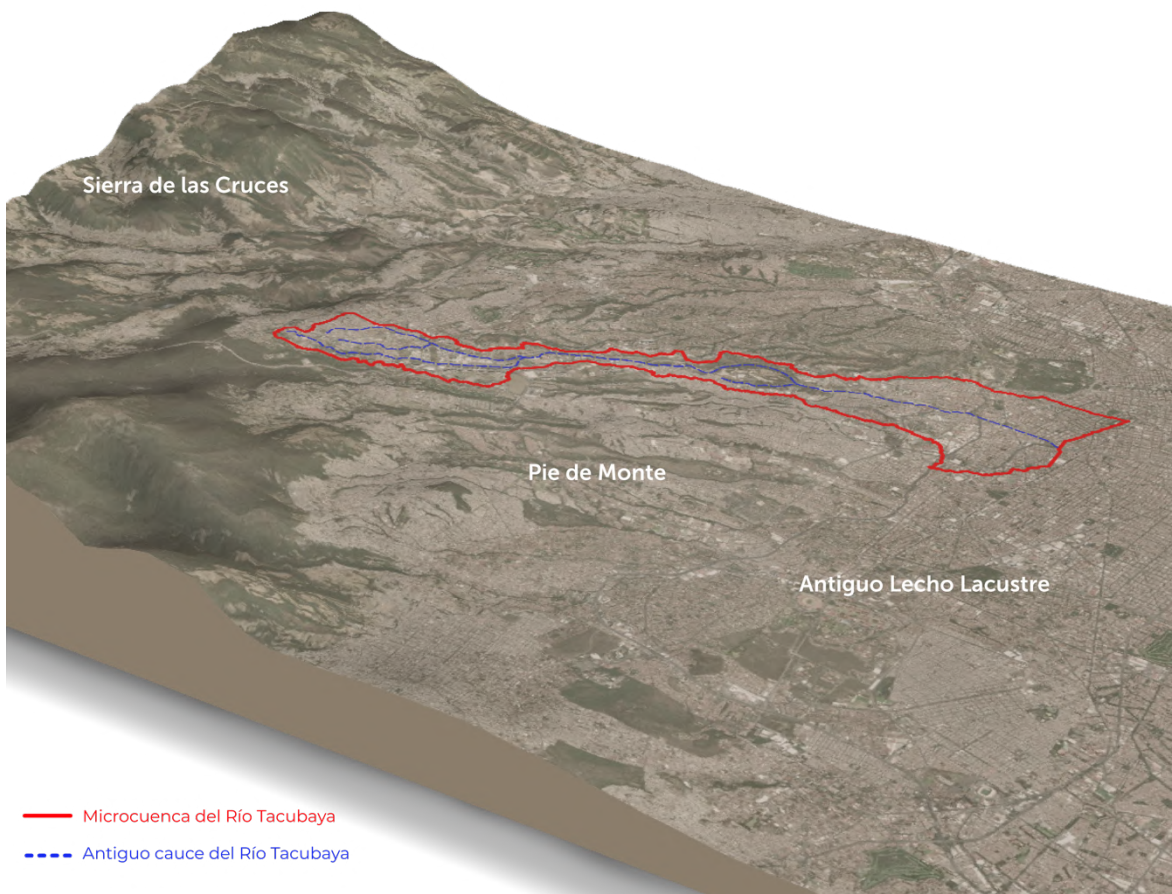 Sierra de las Cruces
Pie de Monte
Antiguo Lecho Lacustre
Microcuenca del Río Tacubaya
Antiguo cauce del Río Tacubaya